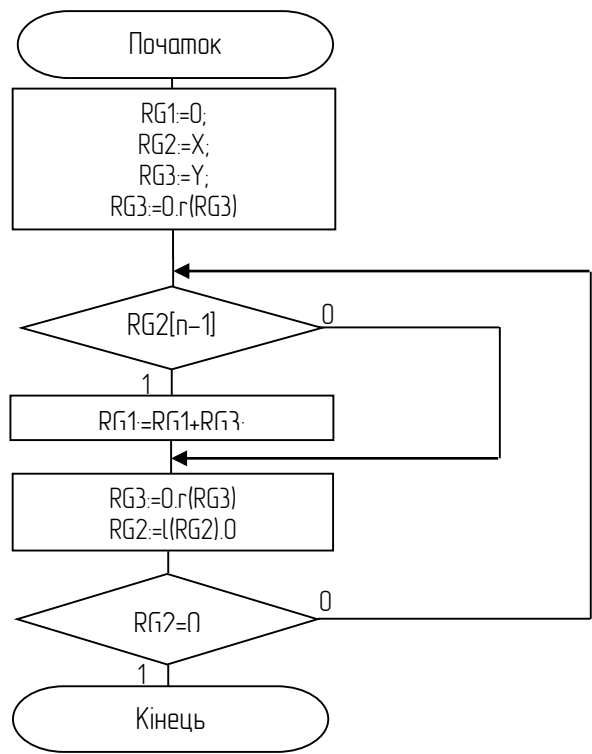 Початок
RG1:=0;
RG2:=X;
RG3:=Y;
RG3:=0.r(RG3)
RG2[n-1]
0
1
RG1:=RG1+RG3;
RG3:=0.r(RG3)
RG2:=l(RG2).0
RG2=0
0
1
Кінець